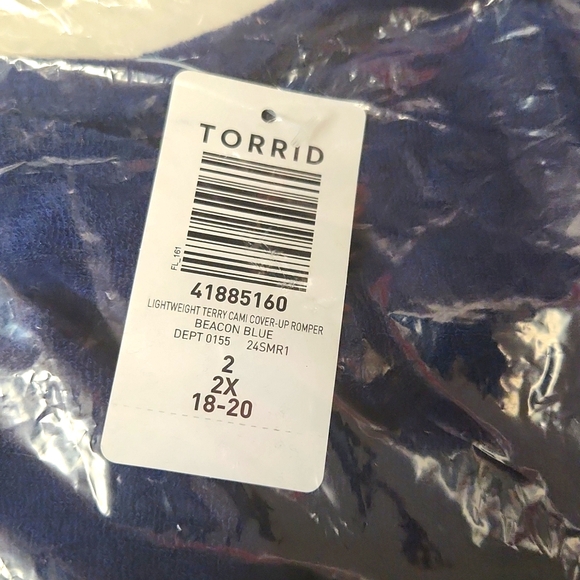 TORRID
FL_161
41885160
LIGHTWEIGHT TERRY CAMI COVER-UP ROMPER
BEACON BLUE
DEPT 0155 24SMR1
2
2X
18-20